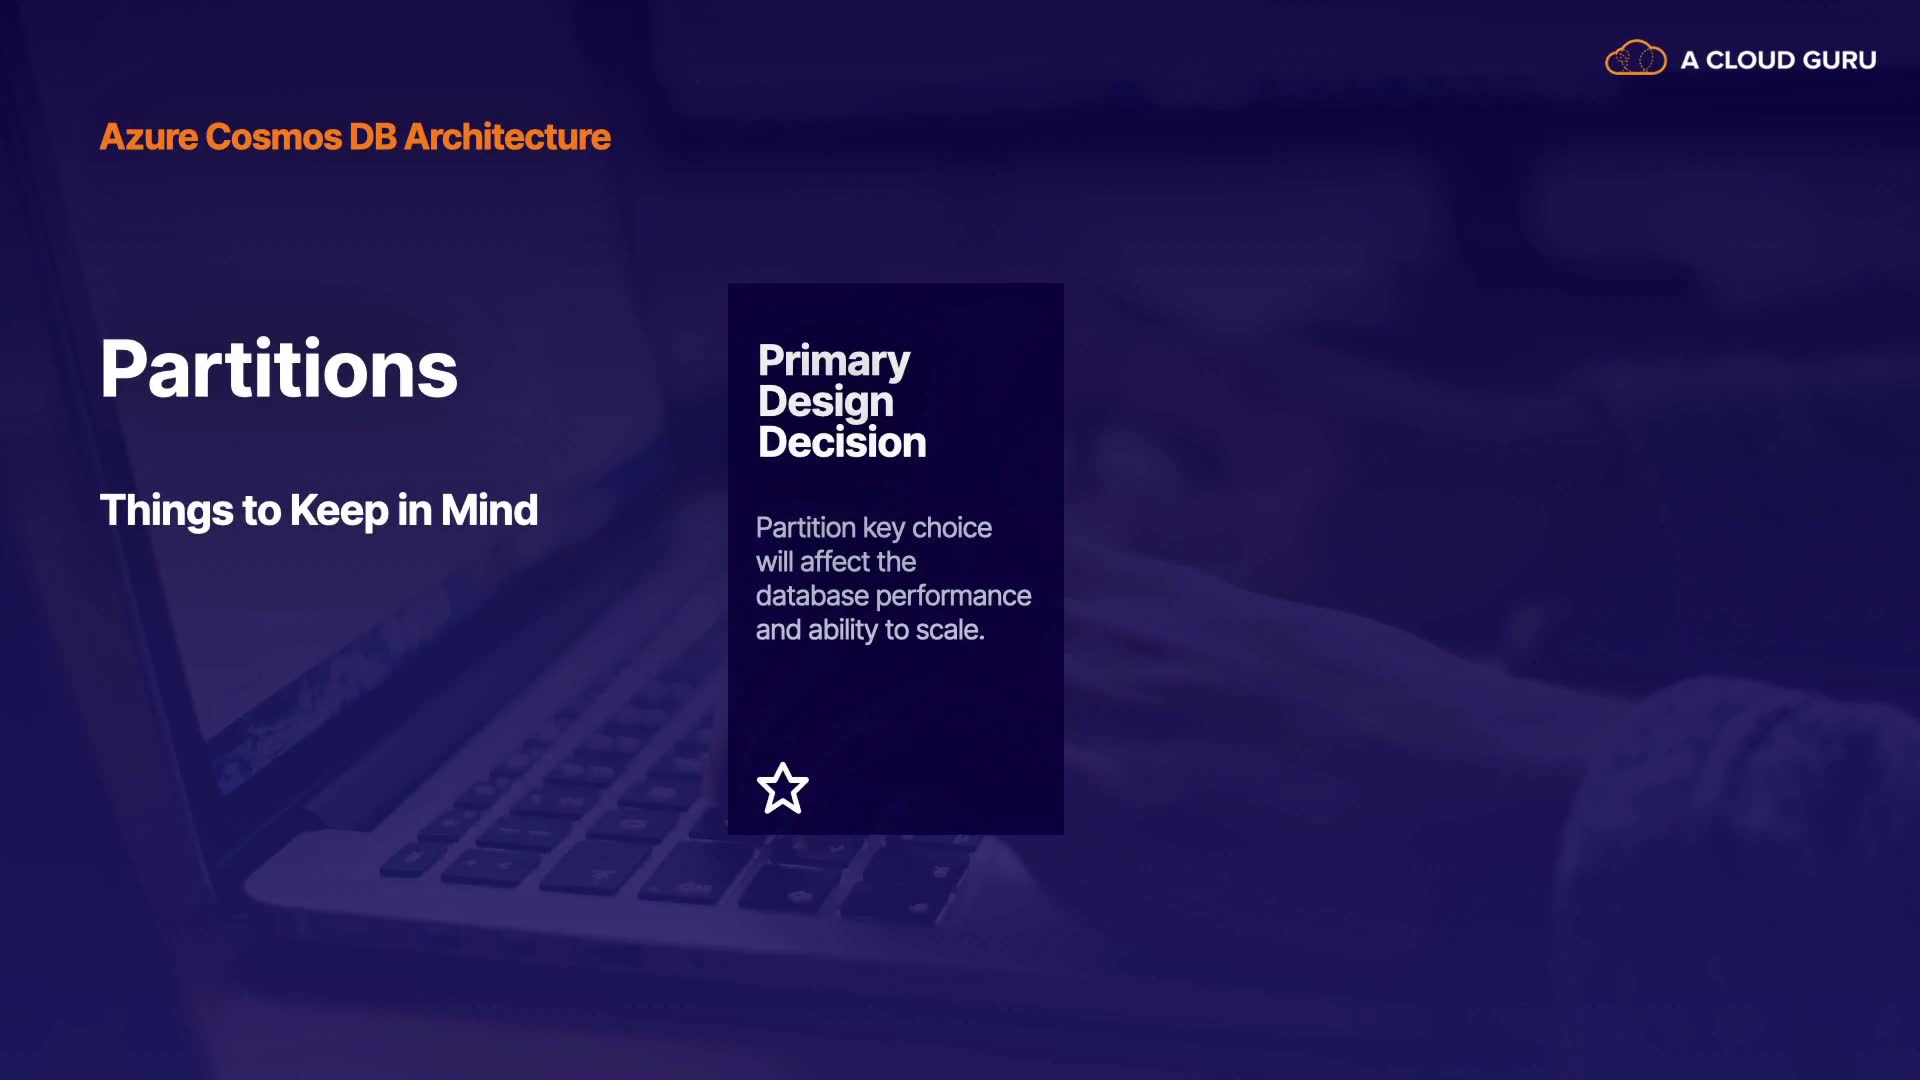 A CLOUD GURU
Azure Cosmos DB Architecture
Partitions
Things to Keep in Mind
Primary
Design
Decision
Partition key choice
will affect the
database performance
and ability to scale.